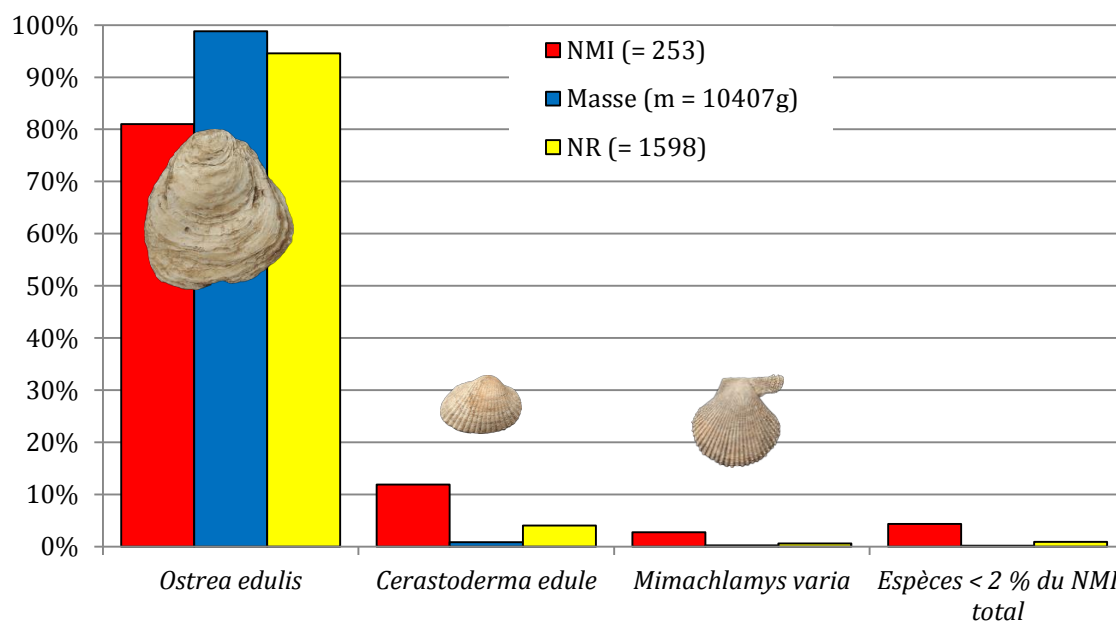 100%
90%
80%
70%
60%
50%
40%
30%
20%
10%
0%
NMI (= 253)
Masse (m = 10407g)
NR (= 1598)
Ostrea edulis
Cerastoderma edule
Mimachlamys varia
Espèces < 2 % du NMI
total